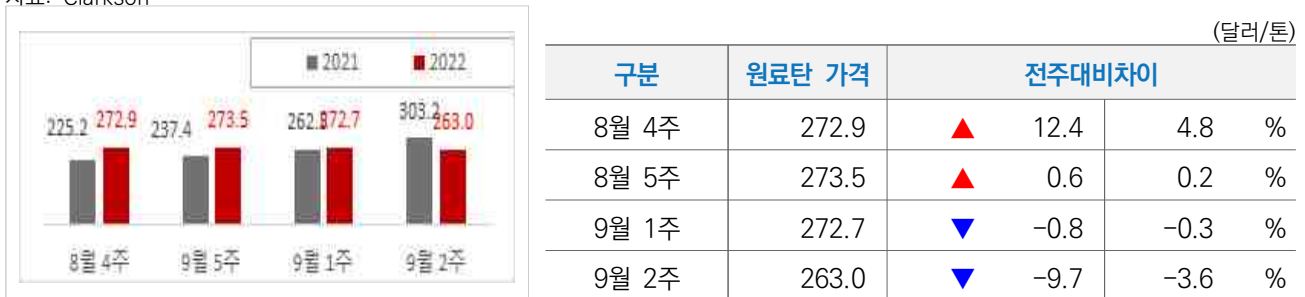 자료: Clarkson
■ 2021 ■ 2022
225.2 272.9 237.4 273.5 272.7 303.2 263.0
8월 4주 9월 5주 9월 1주 9월 2주
(달러/톤)
구분 원료탄 가격 전주대비차이
8월 4주 272.9 ▲ 12.4 4.8 %
8월 5주 273.5 ▲ 0.6 0.2 %
9월 1주 272.7 ▼ -0.8 -0.3 %
9월 2주 263.0 ▼ -9.7 -3.6 %